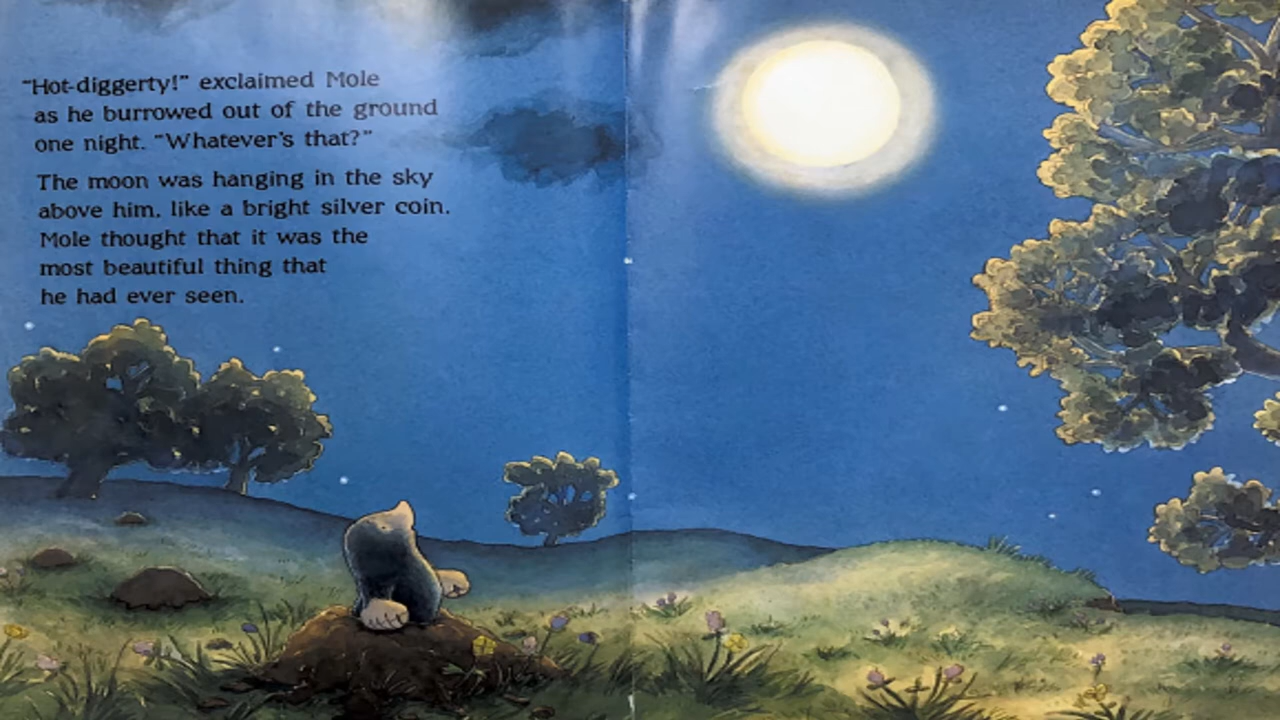 "Hot-diggerty!" exclaimed Mole
as he burrowed out of the ground
one night. "Whatever's that?"
The moon was hanging in the sky
above him, like a bright silver coin.
Mole thought that it was the
most beautiful thing that
he had ever seen.